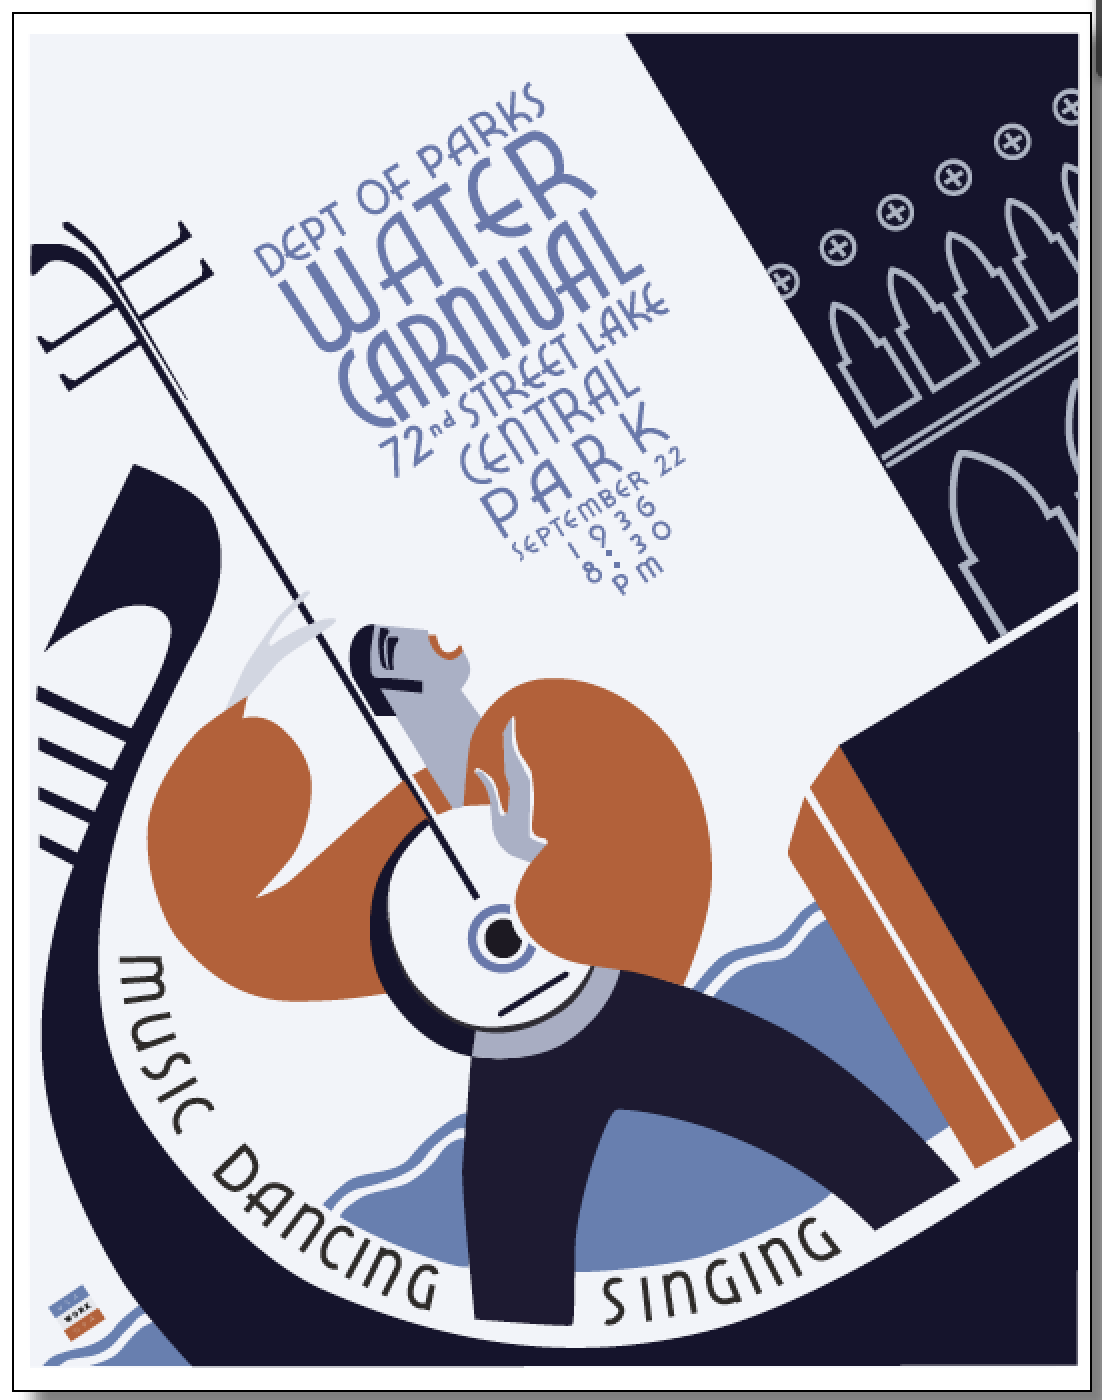 DEPT OF PARKS
WATER
CARNIVAL
72nd STREET LAKE
CENTRAL
PARK
SEPTEMBER 22
1936
8:30
PM
MUSIC DANCING SINGING
WORK